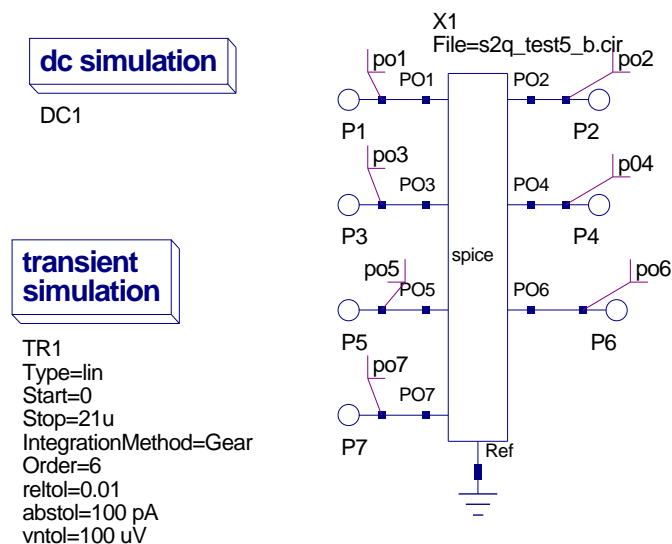 X1
File=s2q_test5_b.cir
dc simulation
DC1
po1
PO1
PO2
po2
P1
P2
po3
PO3
PO4
p04
P3
P4
transient
simulation
spice
po5
PO5
PO6
po6
P5
P6
TR1
Type=lin
Start=0
Stop=21u
IntegrationMethod=Gear
Order=6
reltol=0.01
abstol=100 pA
vntol=100 uV
po7
PO7
P7
Ref